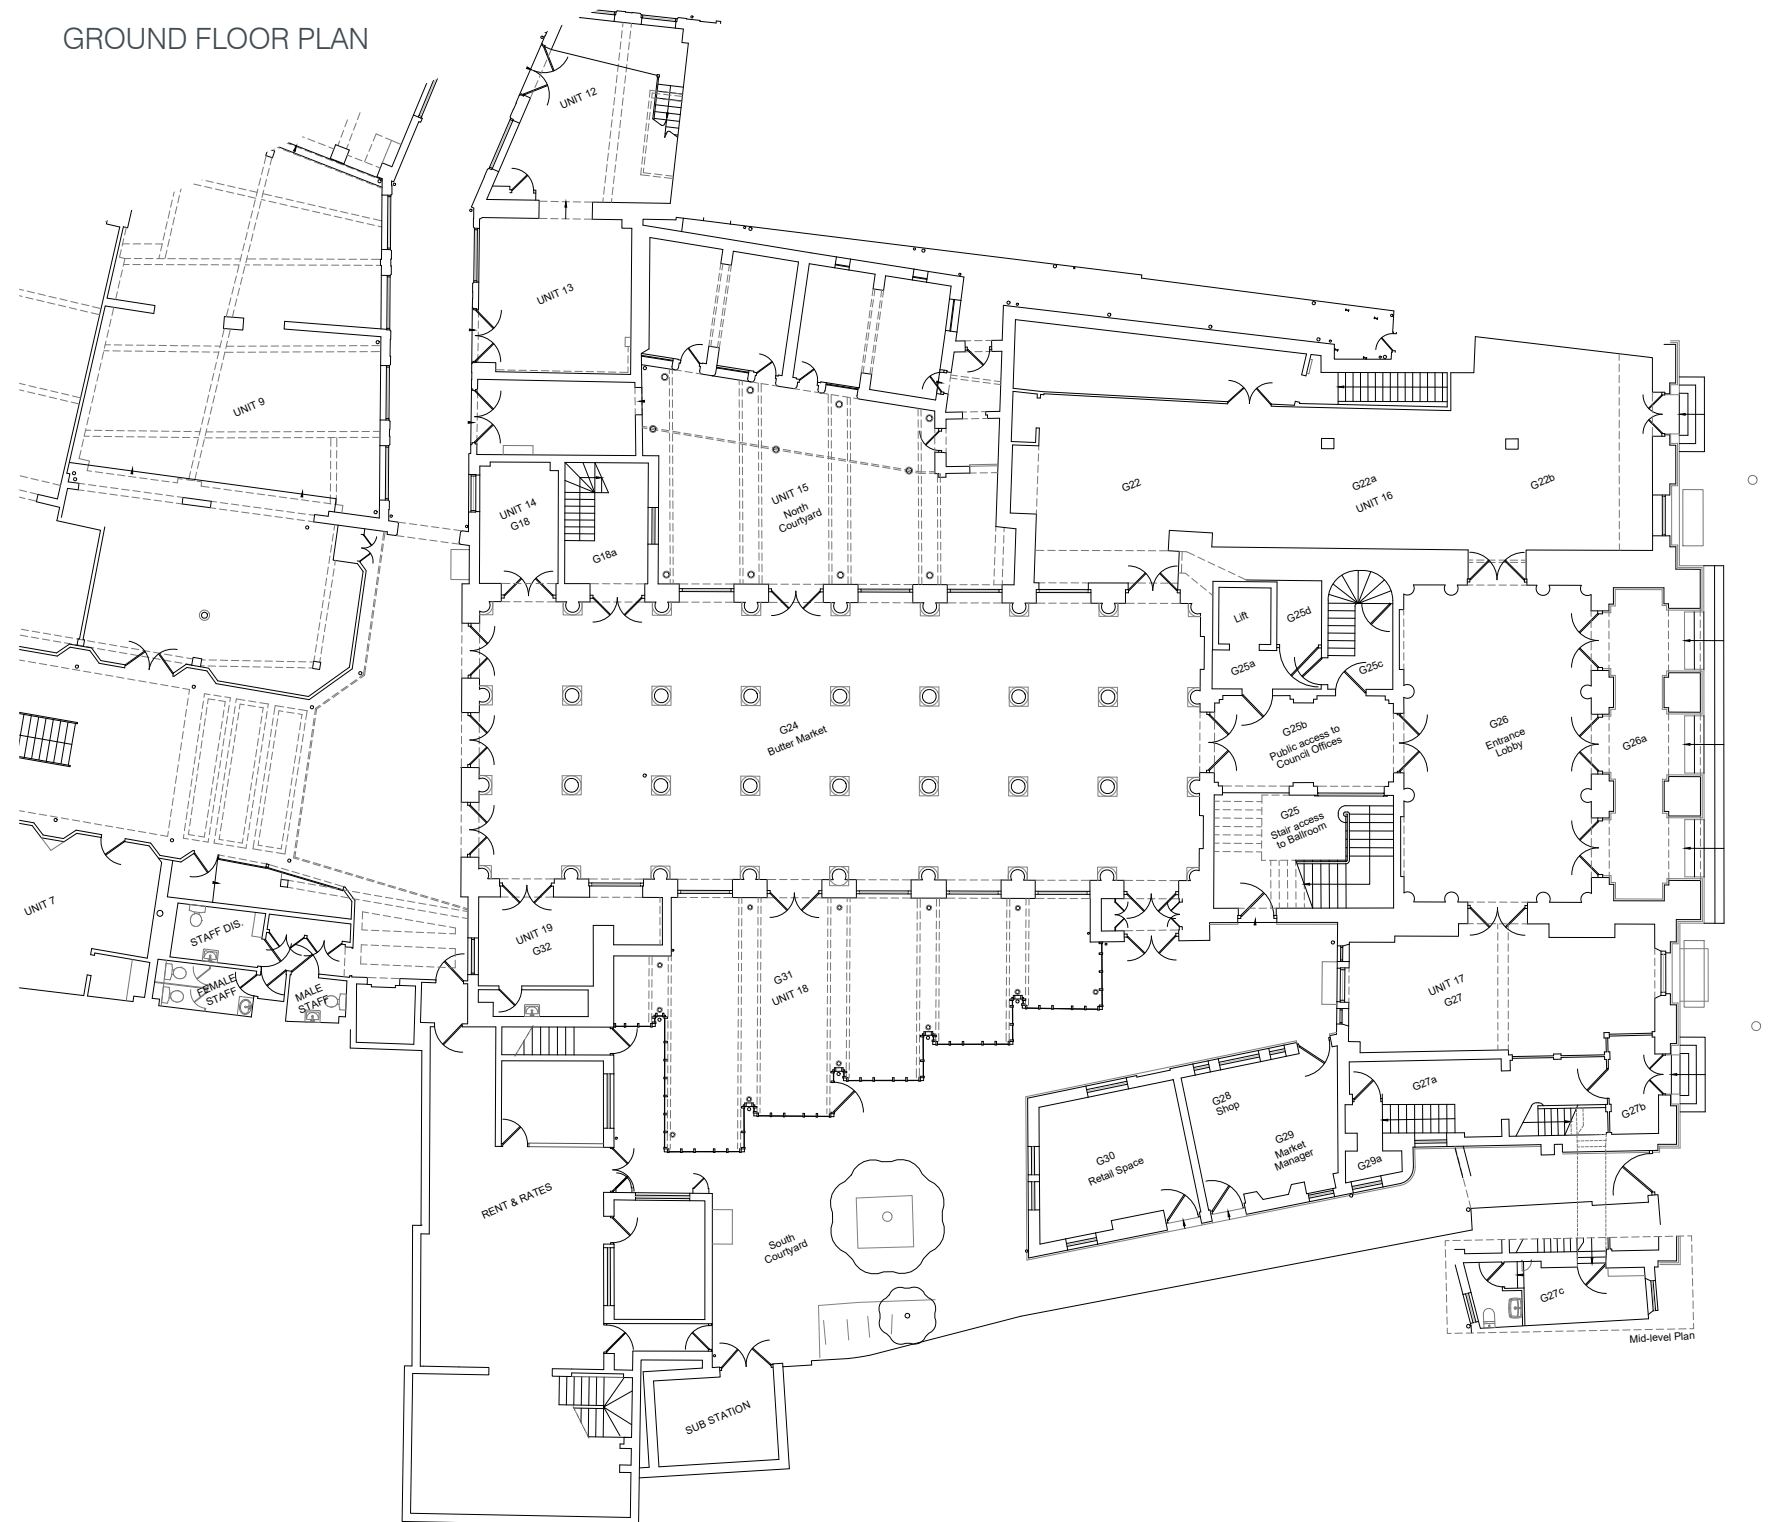 GROUND FLOOR PLAN
UNIT 12
UNIT 13
UNIT 9
UNIT 14
G18
G18a
UNIT 15
North
Courtyard
G22
G22a
UNIT 16
G22b
Lift
G25d
G25a
G25c
G24
Butter Market
G25b
Public access to
Council Offices
G26
Entrance
Lobby
G26a
G25
Stair access
to Ballroom
UNIT 7
STAFF DIS.
FEMALE
STAFF
MALE
STAFF
UNIT 19
G32
G31
UNIT 18
UNIT 17
G27
G27a
G27b
G28
Shop
G29
Market
Manager
G29a
G30
Retail Space
RENT & RATES
South
Courtyard
G27c
Mid-level Plan
SUB STATION